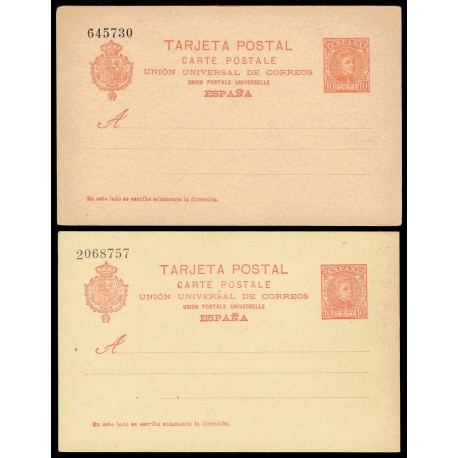 645730
TARJETA POSTAL
CARTE POSTALE
UNIÓN UNIVERSAL DE CORREOS
UNION POSTALE UNIVERSELLE
ESPAÑA
ESPAÑA
10 10
A
En este lado se escribe solamente la dirección.
2068757
TARJETA POSTAL
CARTE POSTALE
UNIÓN UNIVERSAL DE CORREOS
UNION POSTALE UNIVERSELLE
ESPAÑA
ESPAÑA
10 10
A
En este lado se escribe solamente la dirección.